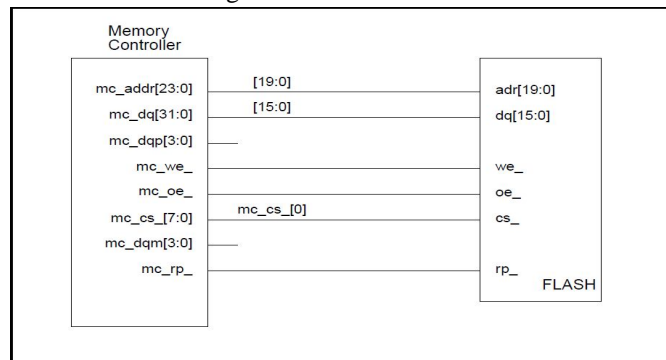 Memory
Controller
mc_addr[23:0]
[19:0]
adr[19:0]
mc_dq[31:0]
[15:0]
dq[15:0]
mc_dqp[3:0]
mc_we_
we_
mc_oe_
oe_
mc_cs_[7:0]
mc_cs_[0]
cs_
mc_dqm[3:0]
mc_rp_
rp_
FLASH